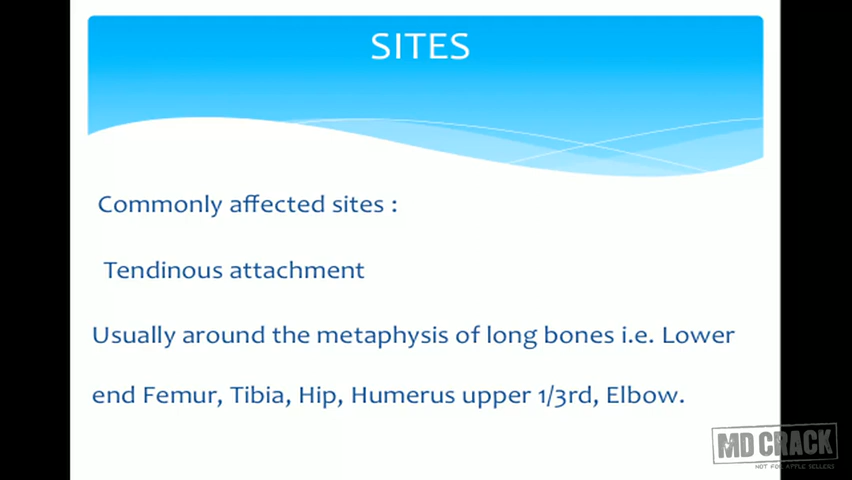 SITES
Commonly affected sites :
Tendinous attachment
Usually around the metaphysis of long bones i.e. Lower
end Femur, Tibia, Hip, Humerus upper 1/3rd, Elbow.
MD CRACK
NOT FOR APPLE SELLERS